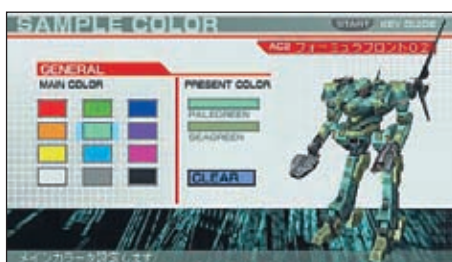 SAMPLE COLOR
START KEY GUIDE
AC2 フォーミュラフロント02
GENERAL
MAIN COLOR
PRESENT COLOR
PALEGREEN
SEAGREEN
CLEAR
メインカラーを設定します